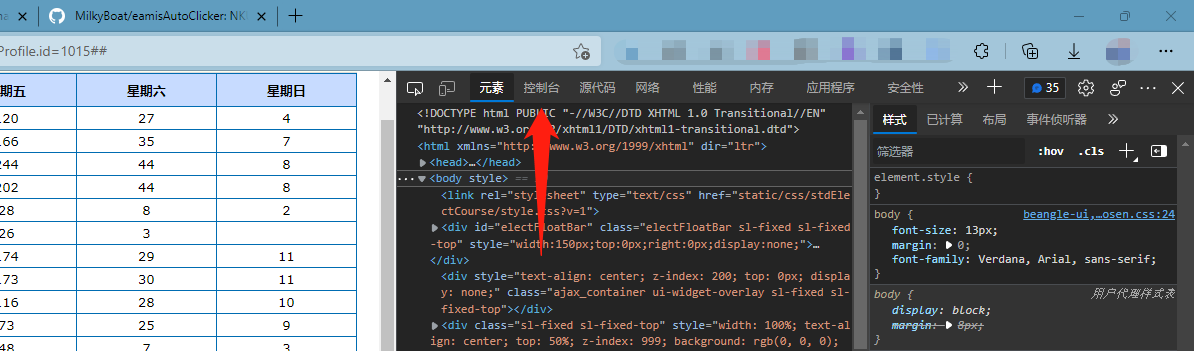 MilkyBoat/eamisAutoClicker: NKU
Profile.id=1015##
五 星期六 星期日
120 27 4
166 35 7
244 44 8
202 44 8
28 8 2
26 3
174 29 11
173 30 11
116 28 10
73 25 9
48 7 3
元素 控制台 源代码 网络 性能 内存 应用程序 安全性 35
<!DOCTYPE html PUBLIC "-//W3C//DTD XHTML 1.0 Transitional//EN"
"http://www.w3.org/xhtml1/DTD/xhtml1-transitional.dtd">
<html xmlns="http://www.w3.org/1999/xhtml" dir="ltr">
<head>…</head>
<body style> ==
<link rel="stylesheet" type="text/css" href="static/css/stdEl
ectCourse/style.css?v=1">
<div id="electFloatBar" class="electFloatBar sl-fixed sl-fixed
-top" style="width:150px;top:0px;right:0px;display:none;">…
</div>
<div style="text-align: center; z-index: 200; top: 0px; displa
y: none;" class="ajax_container ui-widget-overlay sl-fixed sl-
fixed-top"></div>
<div class="sl-fixed sl-fixed-top" style="width: 100%; text-al
ign: center; top: 50%; z-index: 999; background: rgb(0, 0, 0);
样式 已计算 布局 事件侦听器
筛选器 :hov .cls
element.style {
}
body { beangle-ui,…osen.css:24
font-size: 13px;
margin: 0;
font-family: Verdana, Arial, sans-serif;
}
body { 用户代理样式表
display: block;
margin: 8px;
}